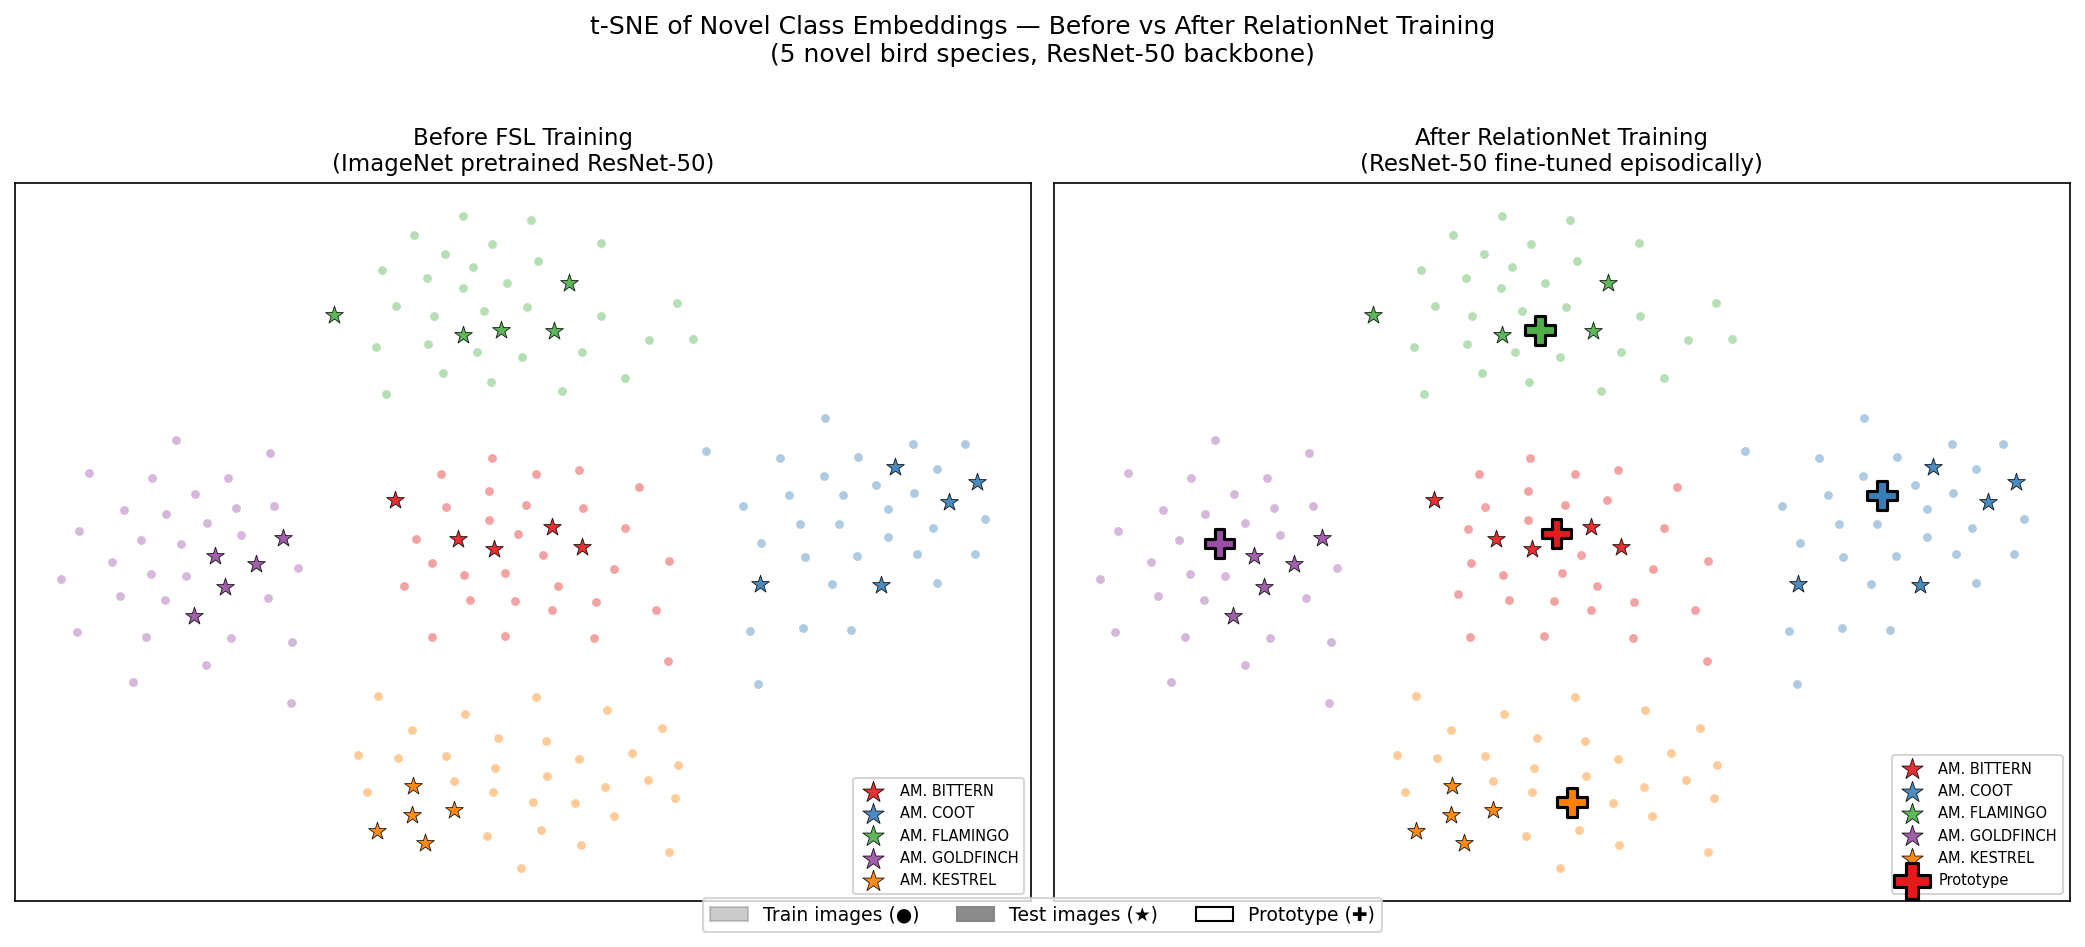 t-SNE of Novel Class Embeddings — Before vs After RelationNet Training
(5 novel bird species, ResNet-50 backbone)
Before FSL Training
(ImageNet pretrained ResNet-50)
AM. BITTERN
AM. COOT
AM. FLAMINGO
AM. GOLDFINCH
AM. KESTREL
After RelationNet Training
(ResNet-50 fine-tuned episodically)
AM. BITTERN
AM. COOT
AM. FLAMINGO
AM. GOLDFINCH
AM. KESTREL
Prototype
Train images (●) Test images (★) Prototype (✚)